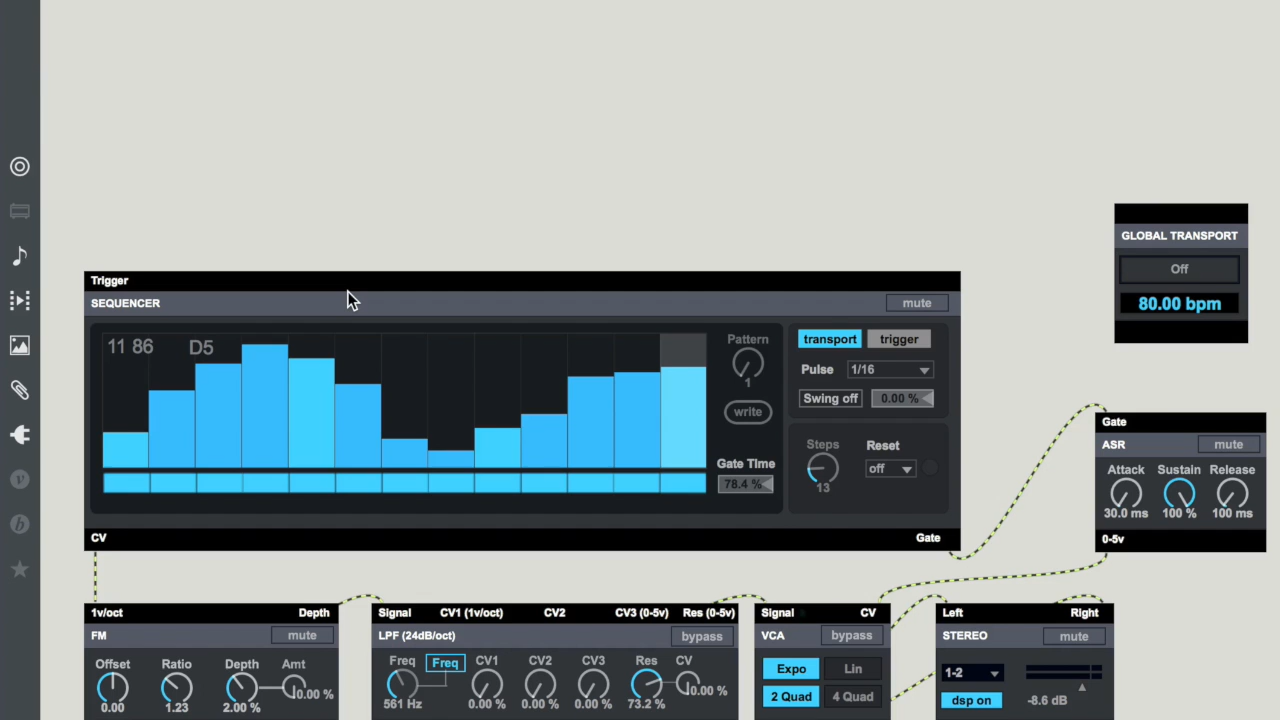 GLOBAL TRANSPORT
Off
80.00 bpm
Trigger
SEQUENCER
mute
11 86
D5
Pattern
1
write
Gate Time
78.4 %
transport
trigger
Pulse
1/16
Swing off
0.00 %
Steps
13
Reset
off
CV
Gate
Gate
ASR
mute
Attack
Sustain
Release
30.0 ms
100 %
100 ms
0-5v
1v/oct
Depth
FM
mute
Offset
Ratio
Depth
Amt
0.00
1.23
2.00 %
0.00 %
Signal
CV1 (1v/oct)
CV2
CV3 (0-5v)
Res (0-5v)
LPF (24dB/oct)
bypass
Freq
Freq
CV1
CV2
CV3
Res
CV
561 Hz
0.00 %
0.00 %
0.00 %
73.2 %
0.00 %
Signal
CV
VCA
bypass
Expo
Lin
2 Quad
4 Quad
Left
Right
STEREO
mute
1-2
dsp on
-8.6 dB